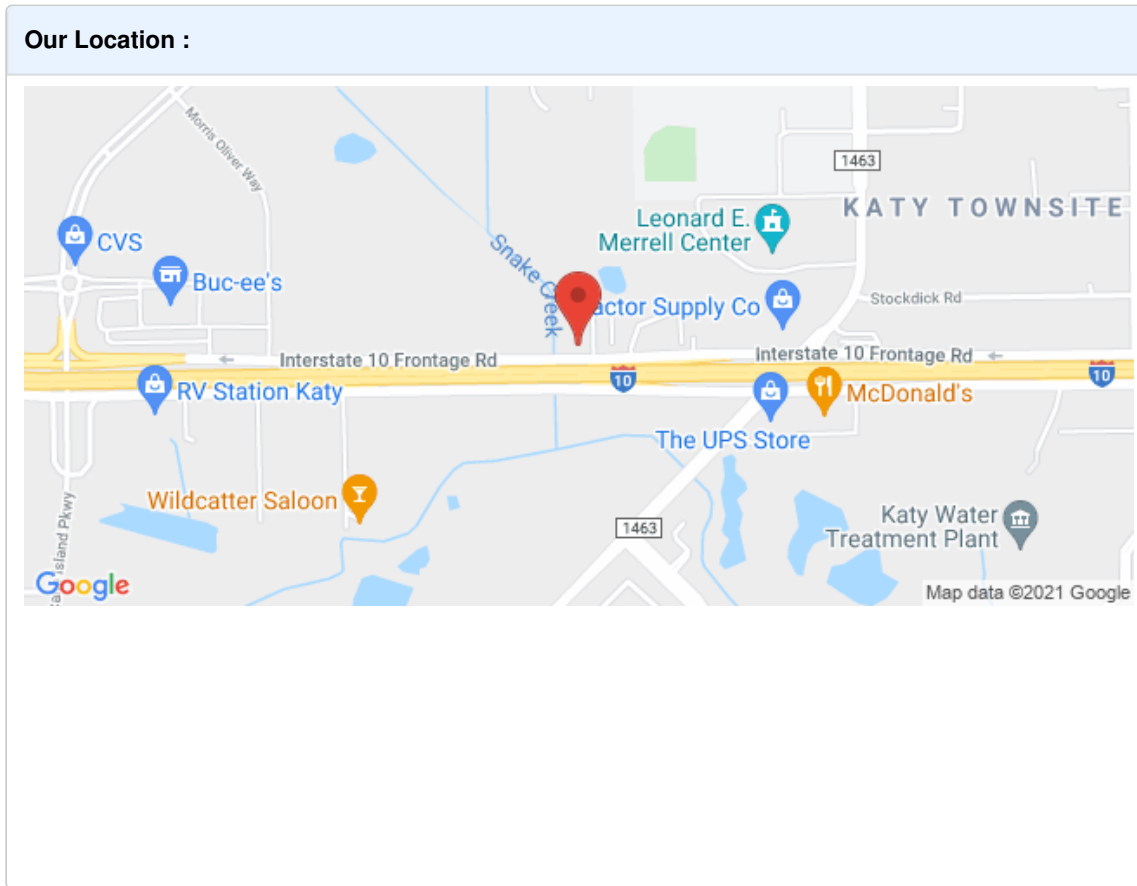 Our Location :
Morris Oliver Way
1463
KATY TOWNSITE
Leonard E.
Merrell Center
CVS
Snake Creek
Buc-ee's
actor Supply Co
Stockdick Rd
Interstate 10 Frontage Rd
Interstate 10 Frontage Rd
10
10
RV Station Katy
McDonald's
The UPS Store
Wildcatter Saloon
Katy Water
Treatment Plant
1463
sland Pkwy
Google
Map data ©2021 Google